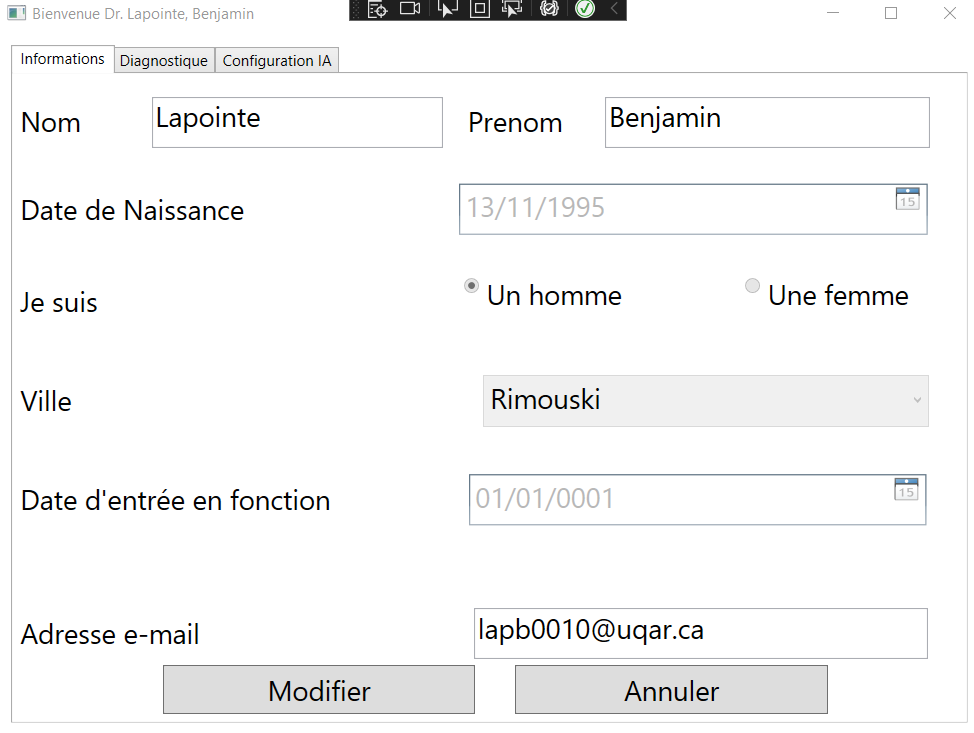 Bienvenue Dr. Lapointe, Benjamin
Informations Diagnostique Configuration IA
Nom Lapointe Prenom Benjamin
Date de Naissance 13/11/1995 15
Je suis Un homme Une femme
Ville Rimouski
Date d'entrée en fonction 01/01/0001 15
Adresse e-mail lapb0010@uqar.ca
Modifier Annuler